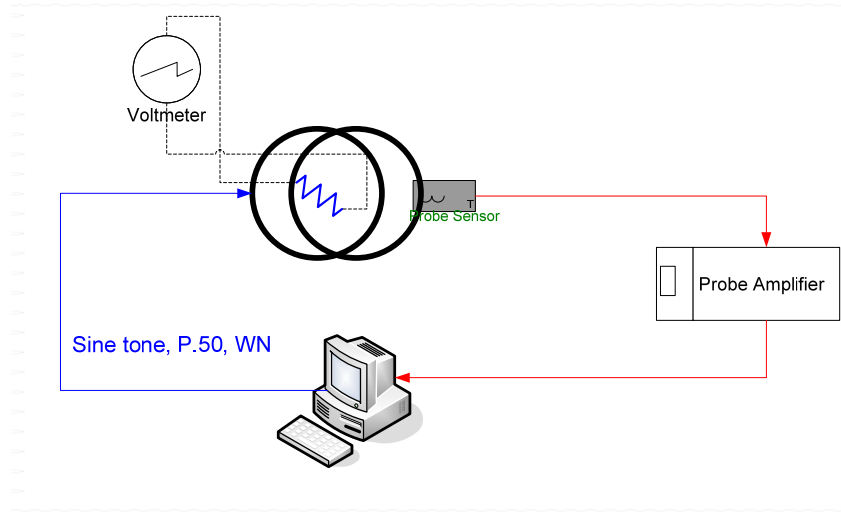 Voltmeter
T
Probe Sensor
Probe Amplifier
Sine tone, P.50, WN